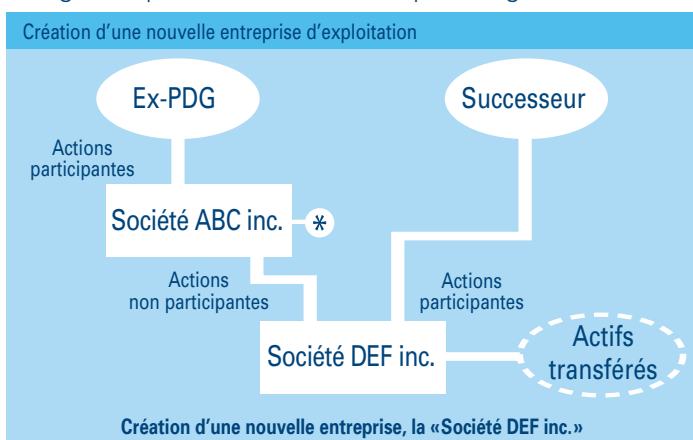 Création d'une nouvelle entreprise d'exploitation
Ex-PDG
Successeur
Actions
participantes
Société ABC inc.
*
Actions
non participantes
Actions
participantes
Société DEF inc.
Actifs
transférés
Création d'une nouvelle entreprise, la «Société DEF inc.»